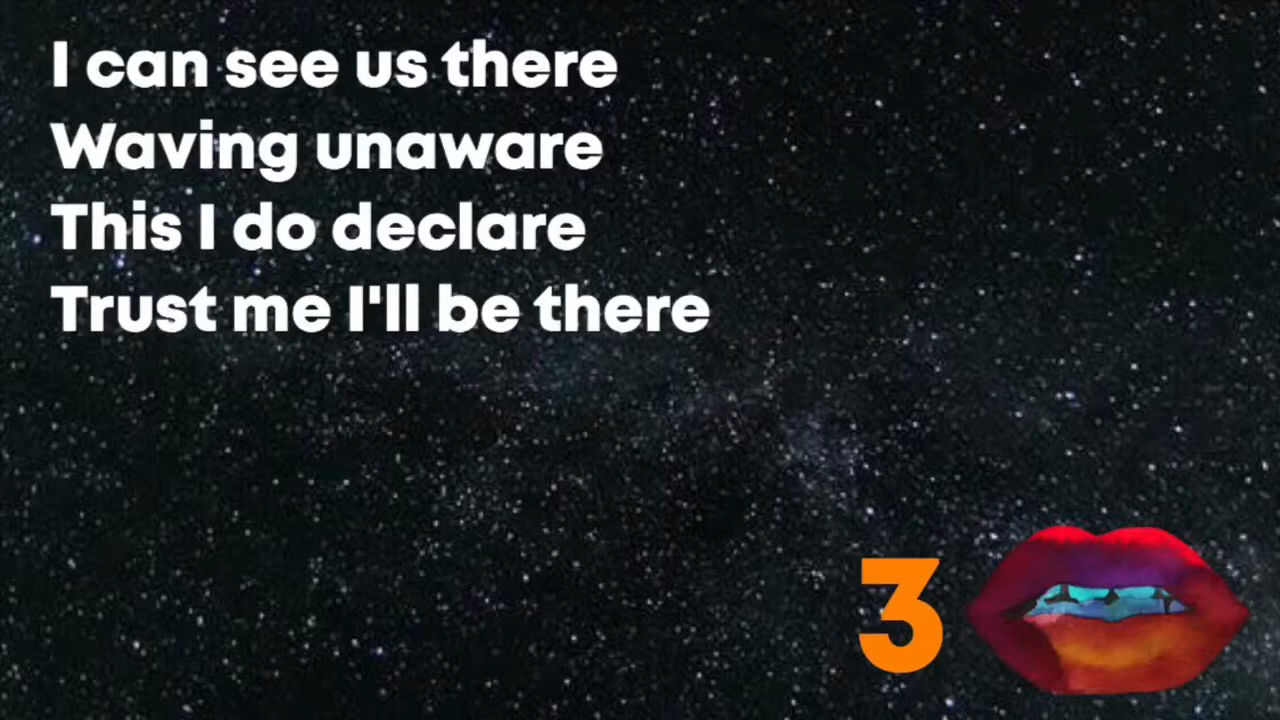 I can see us there
Waving unaware
This I do declare
Trust me I'll be there
3